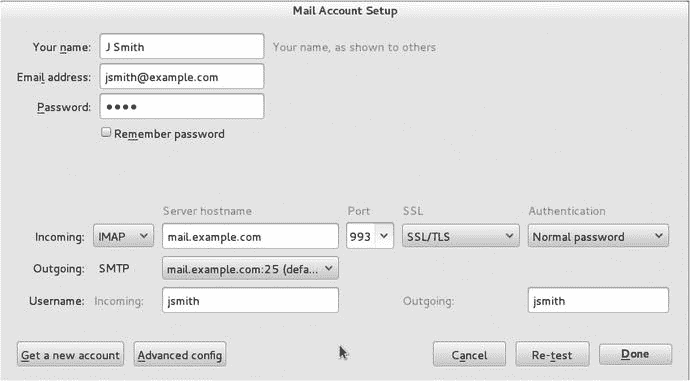 Mail Account Setup
Your name: J Smith Your name, as shown to others
Email address: jsmith@example.com
Password: ●●●●
Remember password
Server hostname Port SSL Authentication
Incoming: IMAP mail.example.com 993 SSL/TLS Normal password
Outgoing: SMTP mail.example.com:25 (defa...
Username: Incoming: jsmith Outgoing: jsmith
Get a new account Advanced config Cancel Re-test Done